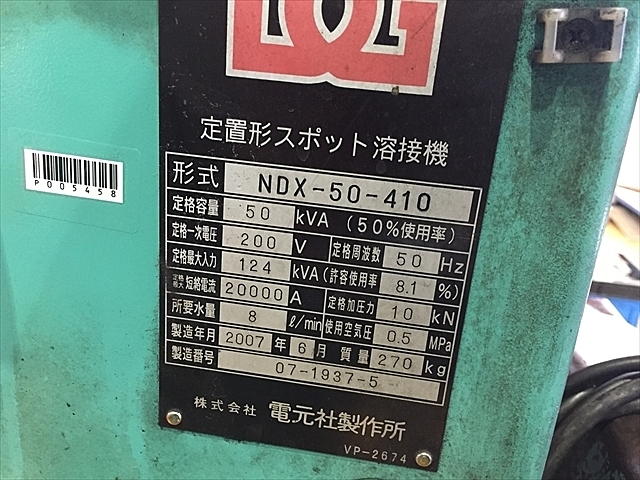 定置形スポット溶接機
形式 NDX-50-410
定格容量 50 kVA (50%使用率)
定格一次電圧 200 V 定格周波数 50 Hz
定格最大入力 124 kVA (許容使用率 8.1 %)
定格最大短絡電流 20000 A 定格加圧力 10 kN
所要水量 8 ℓ/min 使用空気圧 0.5 MPa
製造年月 2007 年 6 月 質量 270 kg
製造番号 07-1937-5
株式会社 電元社製作所
VP-2674
P005458